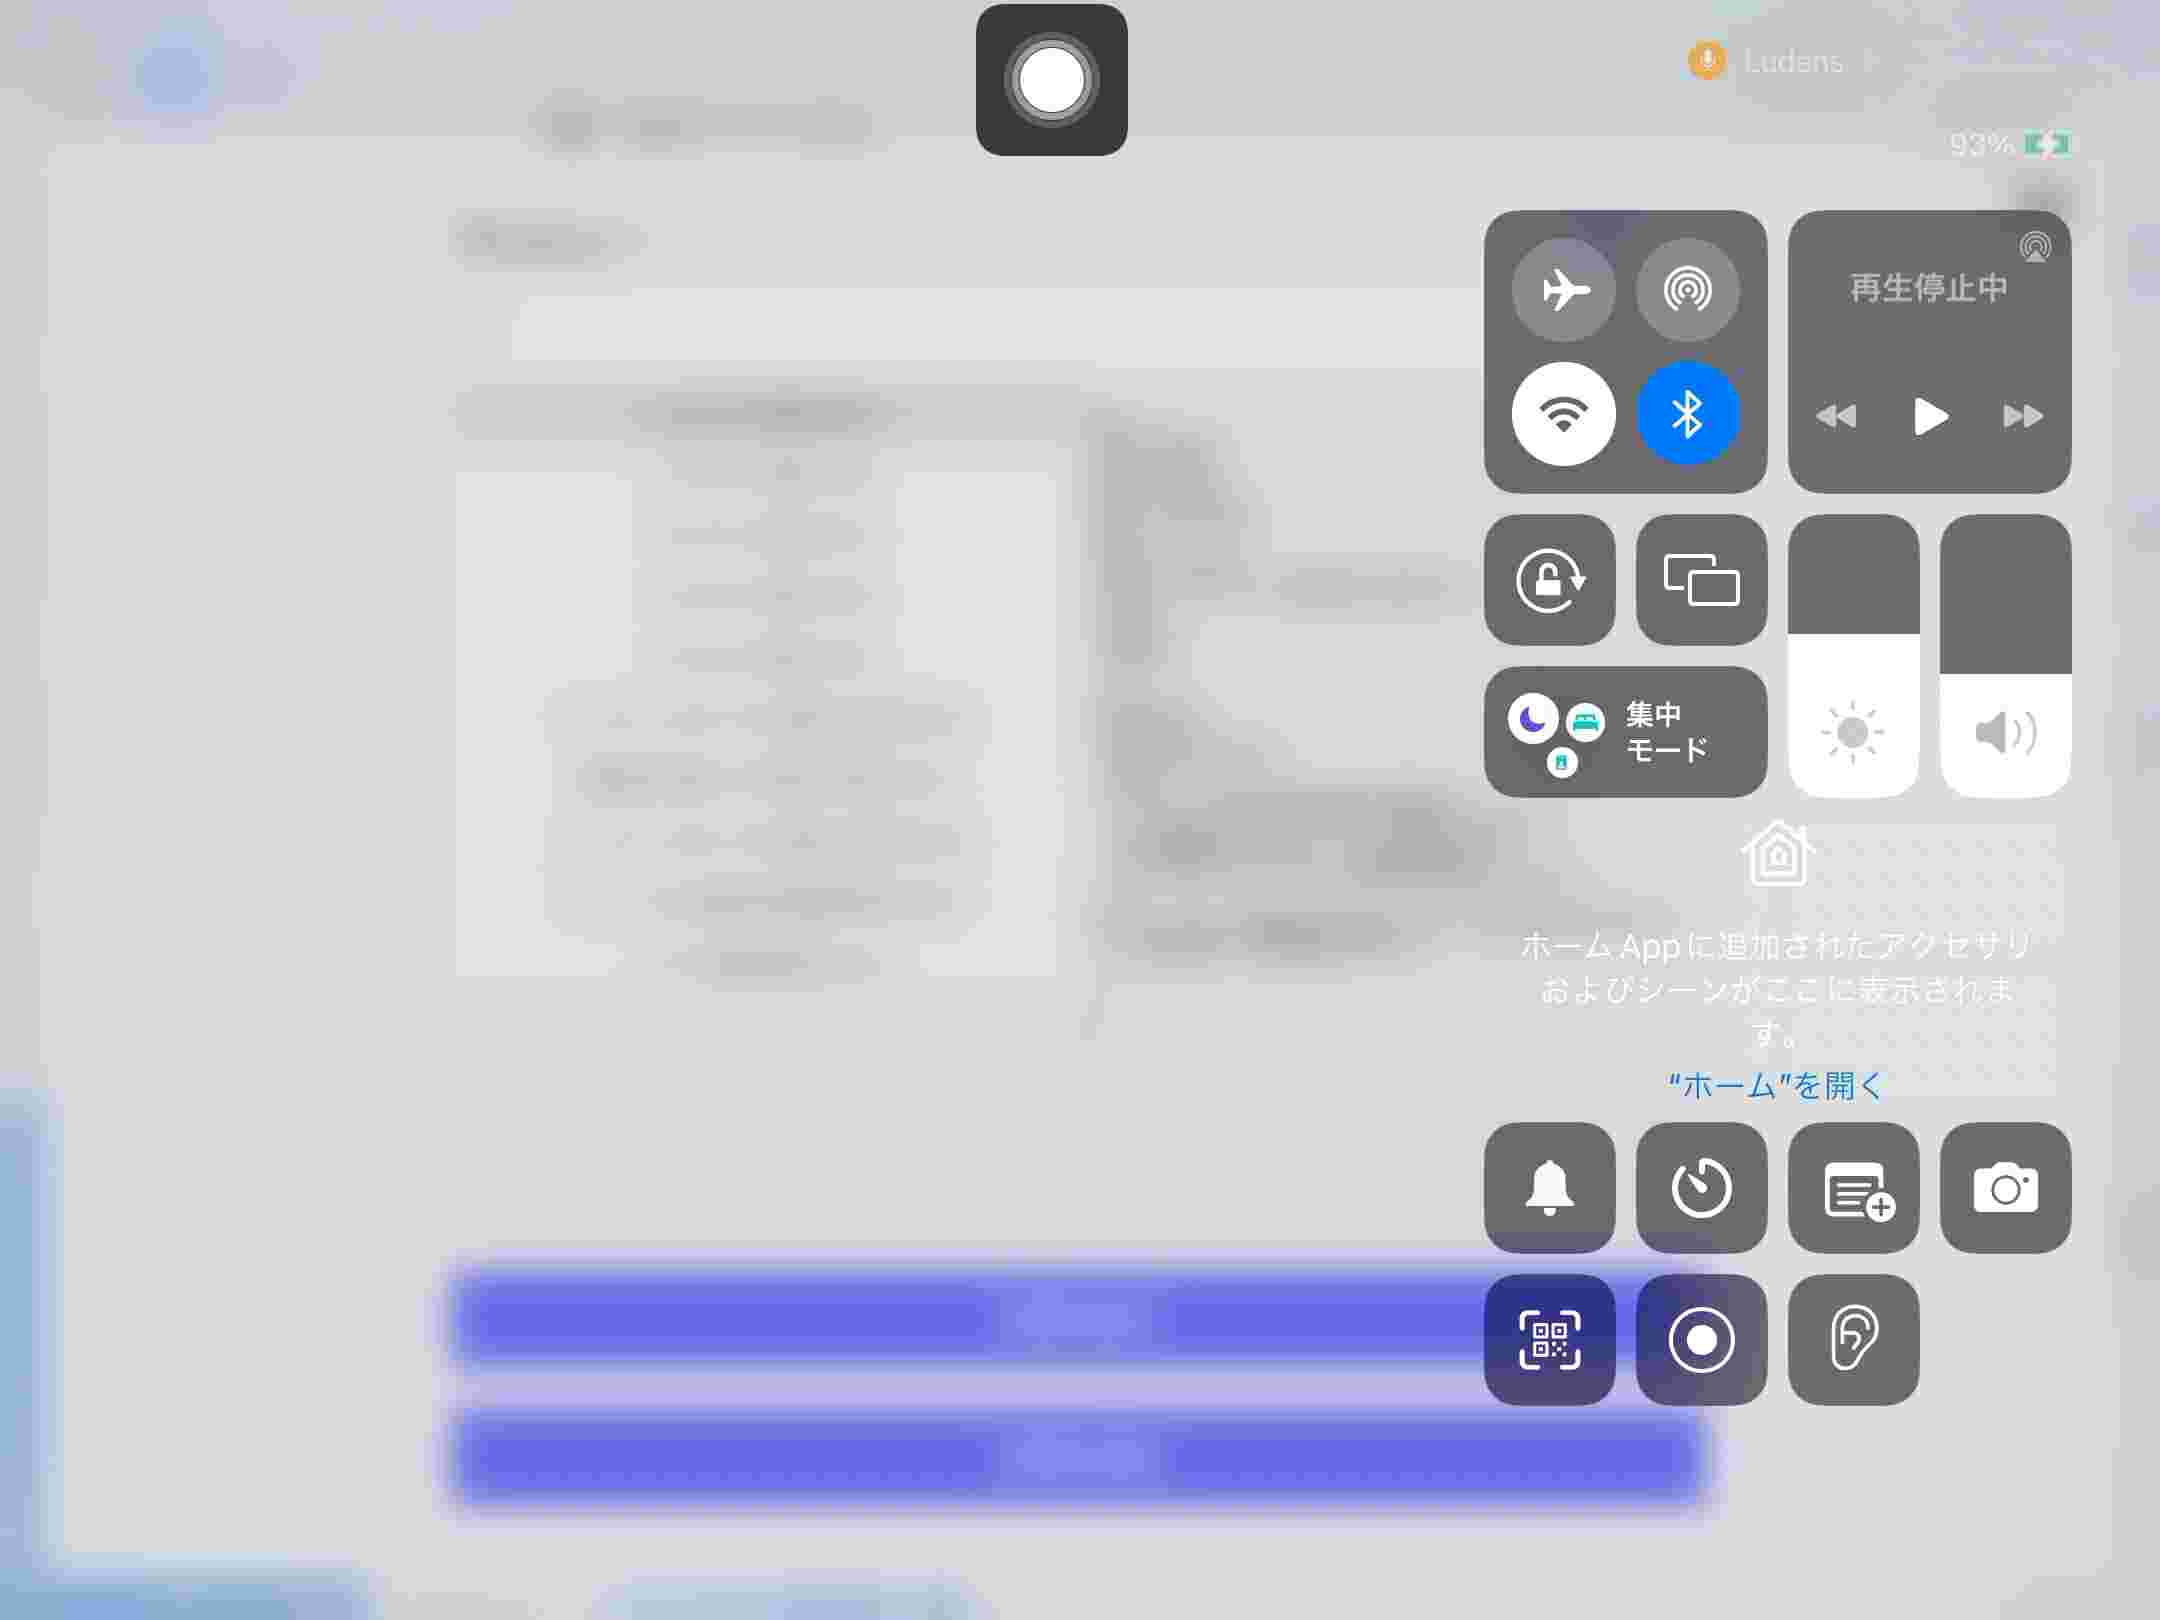 Ludens
93%
再生停止中
集中
モード
ホームAppに追加されたアクセサリ
およびシーンがここに表示されま
す。
“ホーム”を開く